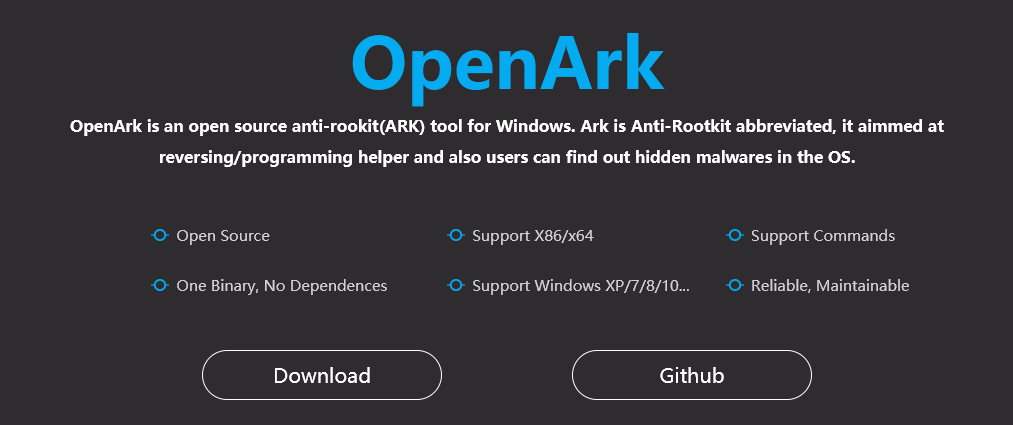 OpenArk
OpenArk is an open source anti-rookit(ARK) tool for Windows. Ark is Anti-Rootkit abbreviated, it aimmed at
reversing/programming helper and also users can find out hidden malwares in the OS.
Open Source
Support X86/x64
Support Commands
One Binary, No Dependences
Support Windows XP/7/8/10...
Reliable, Maintainable
Download
Github